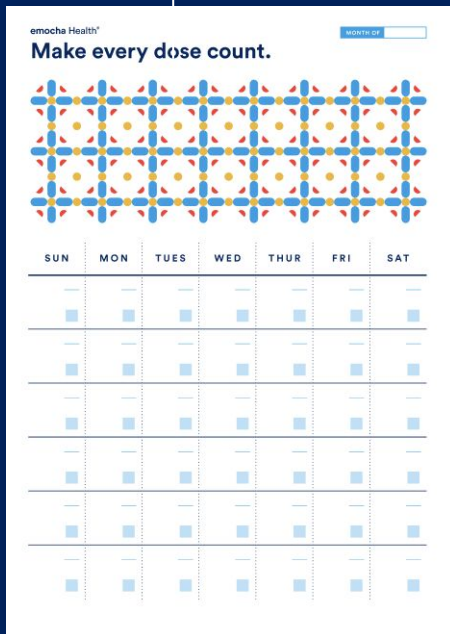 emocha Health®
MONTH OF
Make every dose count.
SUN MON TUES WED THUR FRI SAT